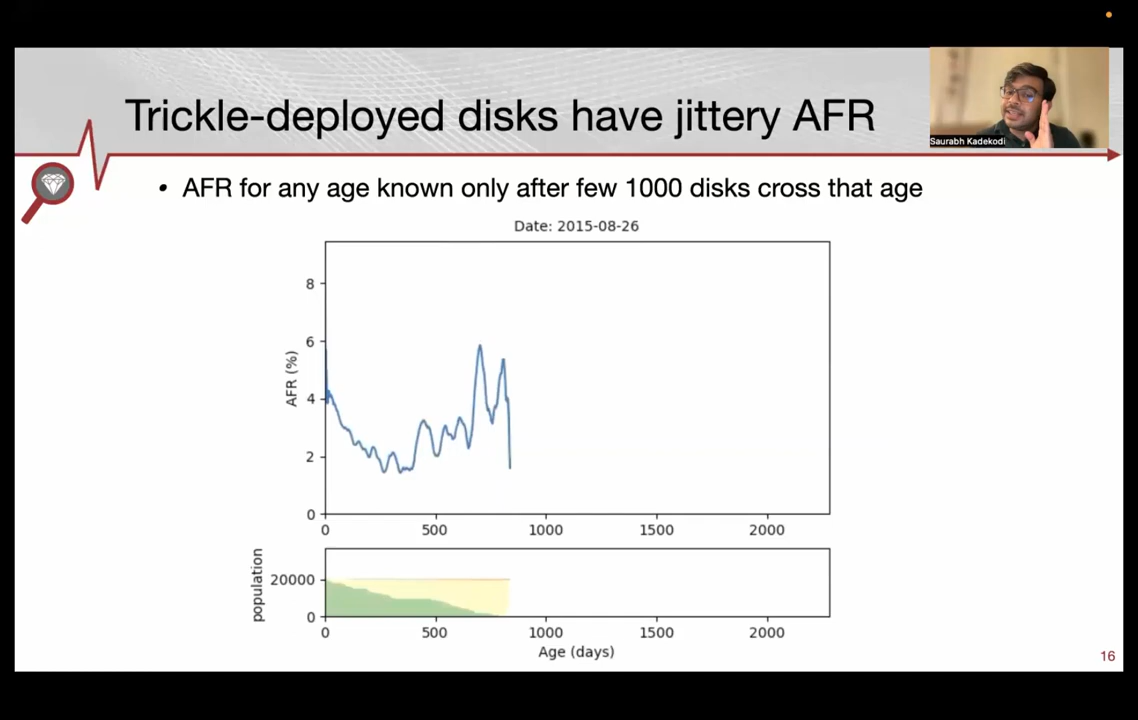 Trickle-deployed disks have jittery AFR
Saurabh Kadekodi
• AFR for any age known only after few 1000 disks cross that age
Date: 2015-08-26
AFR (%)
8
6
4
2
0
0 500 1000 1500 2000
population
20000
0
0 500 1000 1500 2000
Age (days)
16